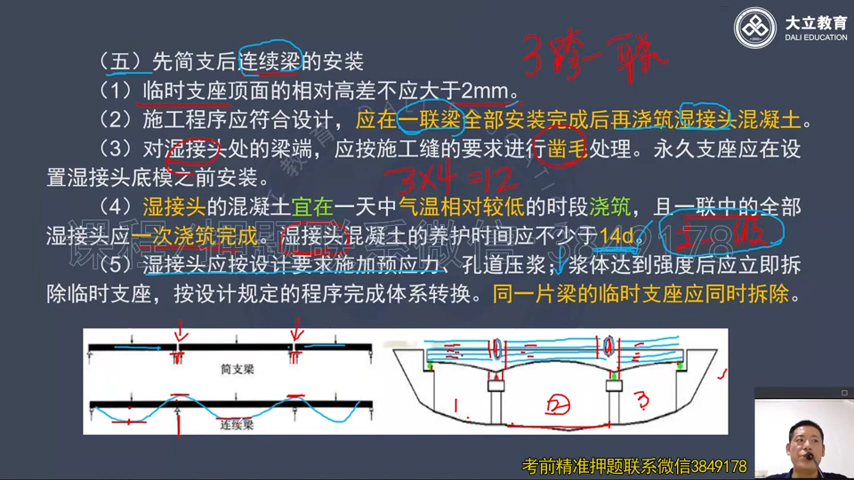 大立教育
DALI EDUCATION
3跨一联
（五）先简支后连续梁的安装
（1）临时支座顶面的相对高差不应大于2mm。
（2）施工程序应符合设计，应在一联梁全部安装完成后再浇筑湿接头混凝土。
（3）对湿接头处的梁端，应按施工缝的要求进行凿毛处理。永久支座应在设
置湿接头底模之前安装。
3×4=12
（4）湿接头的混凝土宜在一天中气温相对较低的时段浇筑，且一联中的全部
湿接头应一次浇筑完成。湿接头混凝土的养护时间应不少于14d。
（5）湿接头应按设计要求施加预应力、孔道压浆；浆体达到强度后应立即拆
除临时支座，按设计规定的程序完成体系转换。同一片梁的临时支座应同时拆除。
简支梁
连续梁
1.
2
3
考前精准押题联系微信3849178